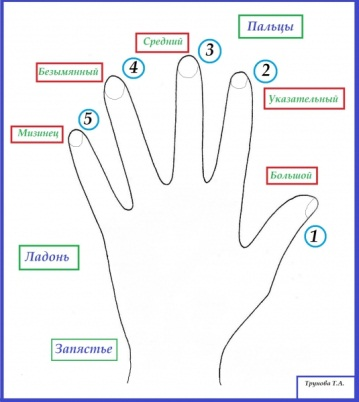 Пальцы
Средний
3
Безымянный
4
2
Указательный
Мизинец
5
Большой
1
Ладонь
Запястье
Трунова Т.А.